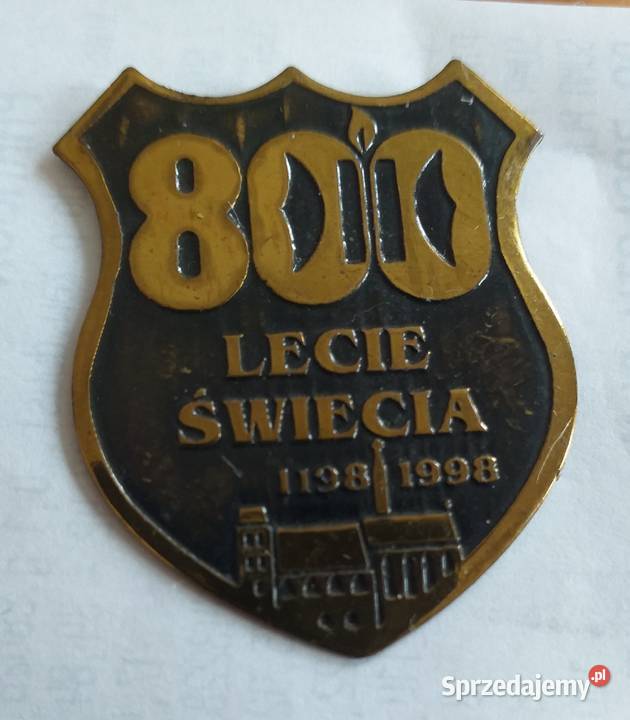 800
LECIE
ŚWIECIA
1198 1998
Sprzedajemy.pl